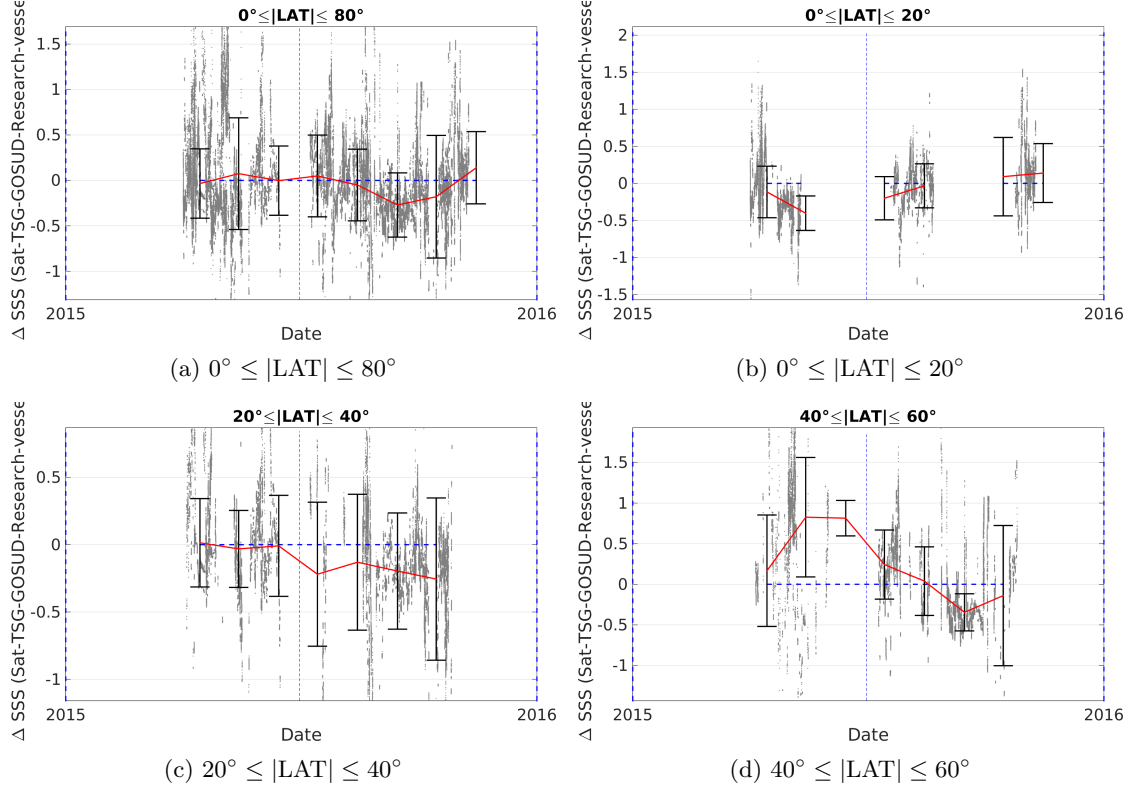 0°≤|LAT|≤ 80°
Δ SSS (Sat-TSG-GOSUD-Research-vesse
1.5
1
0.5
0
-0.5
-1
2015
2016
Date
(a) 0° ≤ |LAT| ≤ 80°
0°≤|LAT|≤ 20°
Δ SSS (Sat-TSG-GOSUD-Research-vesse
2
1.5
1
0.5
0
-0.5
-1
-1.5
2015
2016
Date
(b) 0° ≤ |LAT| ≤ 20°
20°≤|LAT|≤ 40°
Δ SSS (Sat-TSG-GOSUD-Research-vesse
0.5
0
-0.5
-1
2015
2016
Date
(c) 20° ≤ |LAT| ≤ 40°
40°≤|LAT|≤ 60°
Δ SSS (Sat-TSG-GOSUD-Research-vesse
1.5
1
0.5
0
-0.5
-1
2015
2016
Date
(d) 40° ≤ |LAT| ≤ 60°